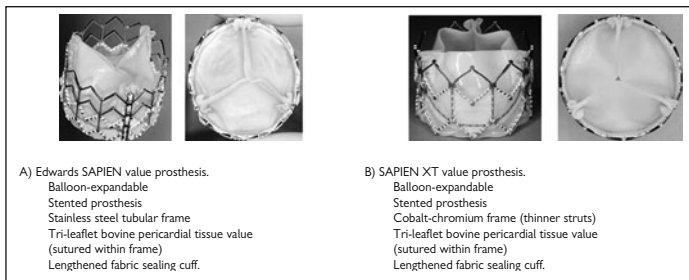 A) Edwards SAPIEN value prosthesis.
Balloon-expandable
Stented prosthesis
Stainless steel tubular frame
Tri-leaflet bovine pericardial tissue value
(sutured within frame)
Lengthened fabric sealing cuff.
B) SAPIEN XT value prosthesis.
Balloon-expandable
Stented prosthesis
Cobalt-chromium frame (thinner struts)
Tri-leaflet bovine pericardial tissue value
(sutured within frame)
Lengthened fabric sealing cuff.